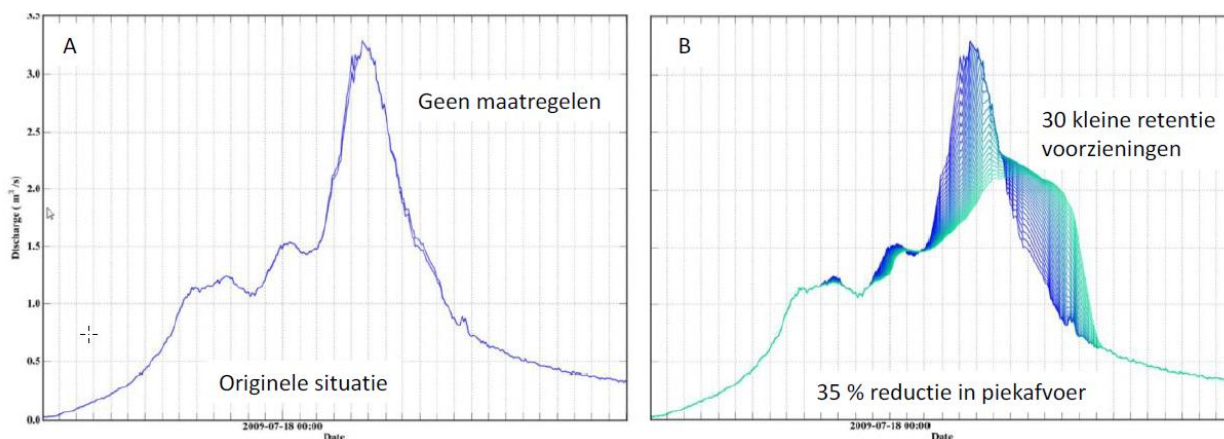 A
Geen maatregelen
Originele situatie
3.5
3.0
2.5
2.0
1.5
1.0
0.5
0.0
Discharge ( m³/s)
2009-07-18 00:00
Date
B
30 kleine retentie
voorzieningen
35 % reductie in piekafvoer
2009-07-18 00:00
Date